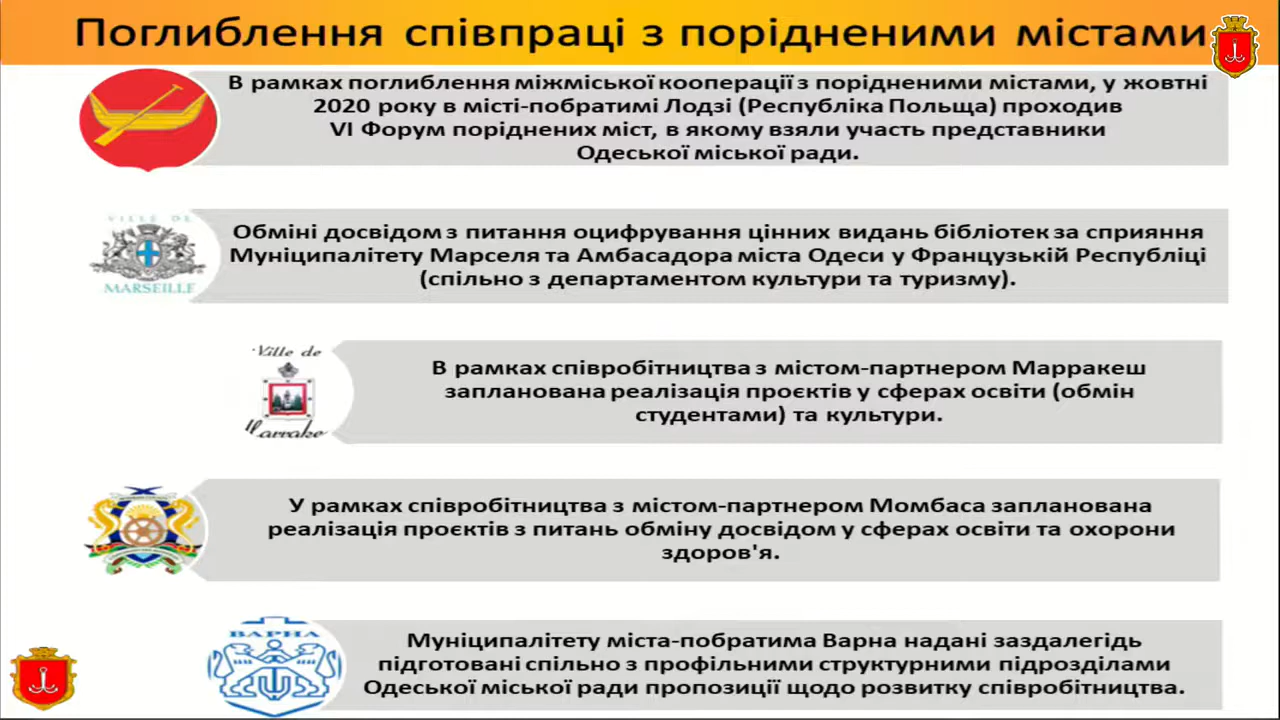 Поглиблення співпраці з порідненими містами
В рамках поглиблення міжміської кооперації з порідненими містами, у жовтні
2020 року в місті-побратимі Лодзі (Республіка Польща) проходив
VI Форум поріднених міст, в якому взяли участь представники
Одеської міської ради.
VILLE DE
MARSEILLE
Обміні досвідом з питання оцифрування цінних видань бібліотек за сприяння
Муніципалітету Марселя та Амбасадора міста Одеси у Французькій Республіці
(спільно з департаментом культури та туризму).
Ville de
В рамках співробітництва з містом-партнером Марракеш
запланована реалізація проєктів у сферах освіти (обмін
студентами) та культури.
У рамках співробітництва з містом-партнером Момбаса запланована
реалізація проєктів з питань обміну досвідом у сферах освіти та охорони
здоров'я.
ВАРНА
Муніципалітету міста-побратима Варна надані заздалегідь
підготовані спільно з профільними структурними підрозділами
Одеської міської ради пропозиції щодо розвитку співробітництва.